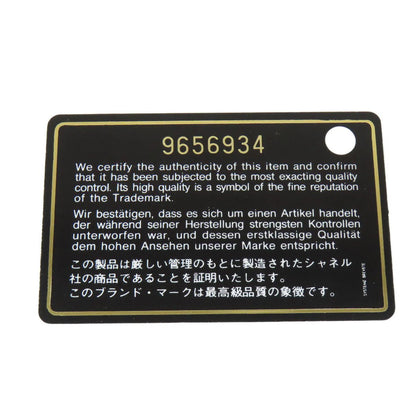 9656934
We certify the authenticity of this item and confirm
that it has been subjected to the most exacting quality
control. Its high quality is a symbol of the fine reputation
of the Trademark.
Wir bestätigen, dass es sich um einen Artikel handelt,
der während seiner Herstellung strengsten Kontrollen
unterworfen war, und dessen erstklassige Qualität
dem hohen Ansehen unserer Marke entspricht.
この製品は厳しい管理のもとに製造されたシャネル
社の商品であることを証明いたします。
このブランド・マークは最高級品質の象徴です。